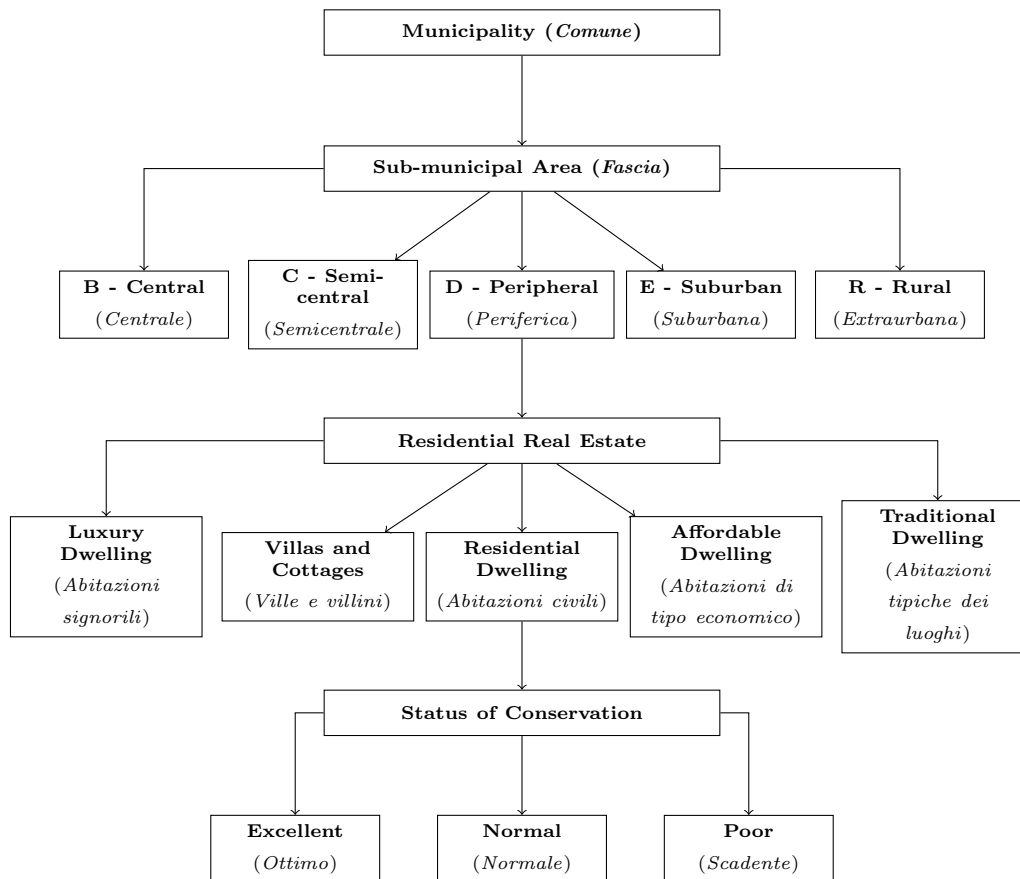 Municipality (Comune)
Sub-municipal Area (Fascia)
B - Central
(Centrale)
C - Semi-
central
(Semicentrale)
D - Peripheral
(Periferica)
E - Suburban
(Suburbana)
R - Rural
(Extraurbana)
Residential Real Estate
Luxury
Dwelling
(Abitazioni
signorili)
Villas and
Cottages
(Ville e villini)
Residential
Dwelling
(Abitazioni civili)
Affordable
Dwelling
(Abitazioni di
tipo economico)
Traditional
Dwelling
(Abitazioni
tipiche dei
luoghi)
Status of Conservation
Excellent
(Ottimo)
Normal
(Normale)
Poor
(Scadente)